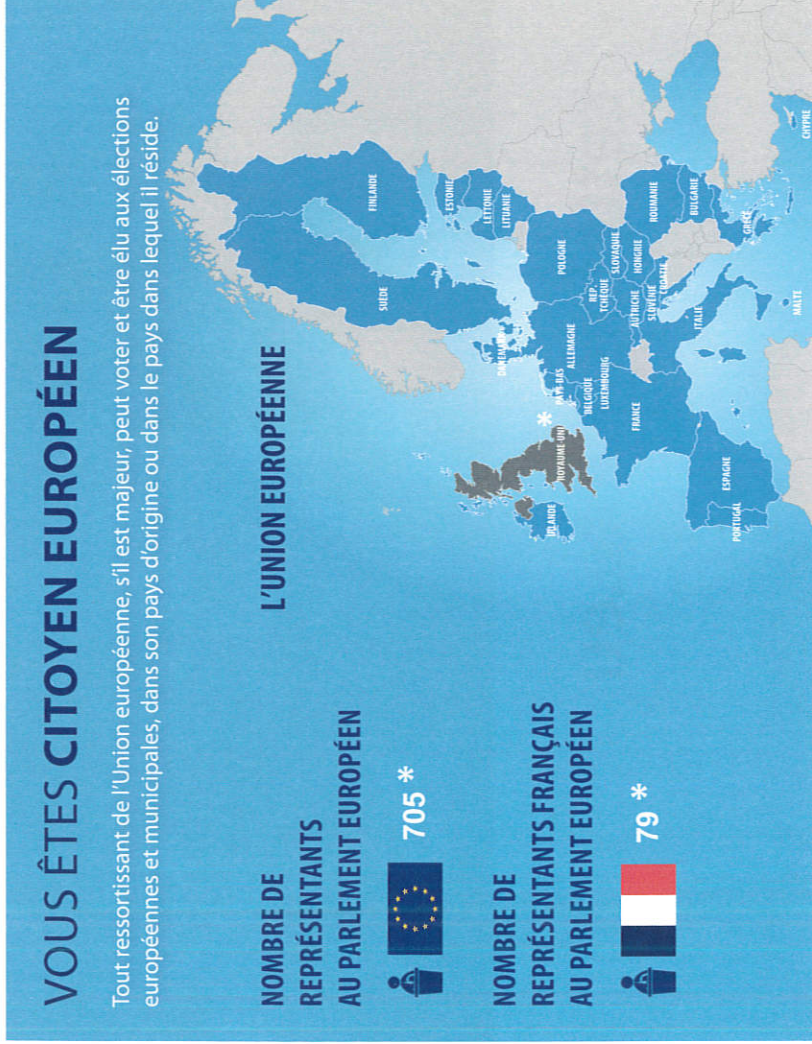 VOUS ÊTES CITOYEN EUROPÉEN
Tout ressortissant de l'Union européenne, s'il est majeur, peut voter et être élu aux élections
européennes et municipales, dans son pays d'origine ou dans le pays dans lequel il réside.
NOMBRE DE
REPRÉSENTANTS
AU PARLEMENT EUROPÉEN
705 *
NOMBRE DE
REPRÉSENTANTS FRANÇAIS
AU PARLEMENT EUROPÉEN
79 *
L'UNION EUROPÉENNE
FINLANDE
SUÈDE
ESTONIE
LETTONIE
LITUANIE
DANEMARK
IRLANDE
ROYAUME-UNI
*
PAYS-BAS
BELGIQUE
LUXEMBOURG
ALLEMAGNE
POLOGNE
RÉP.
TCHÈQUE
SLOVAQUIE
AUTRICHE
HONGRIE
SLOVÉNIE
CROATIE
ROUMANIE
BULGARIE
FRANCE
ITALIE
GRÈCE
ESPAGNE
PORTUGAL
MALTE
CHYPRE